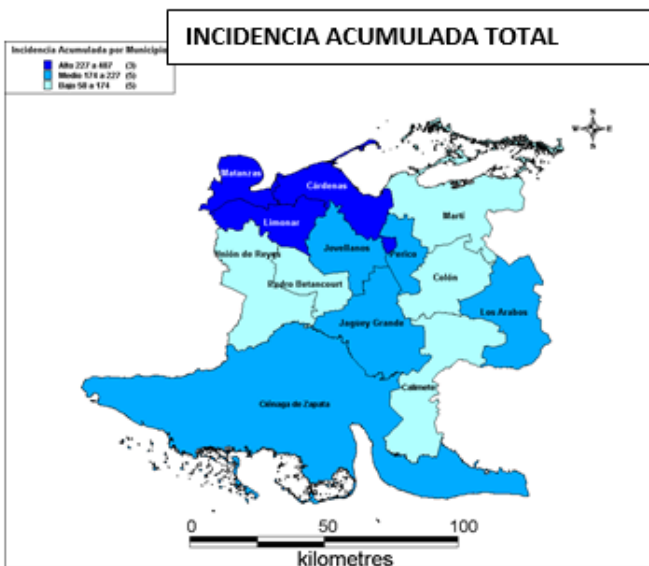 INCIDENCIA ACUMULADA TOTAL
Incidencia Acumulada por Municipio
Alto 227 a 407 (3)
Medio 174 a 227 (5)
Bajo 58 a 174 (5)
N
W E
S
Matanzas
Cárdenas
Limonar
Martí
Unión de Reyes
Jovellanos
Perico
Pedro Betancourt
Colón
Los Arabos
Jagüey Grande
Ciénaga de Zapata
Calimete
0 50 100
kilometres